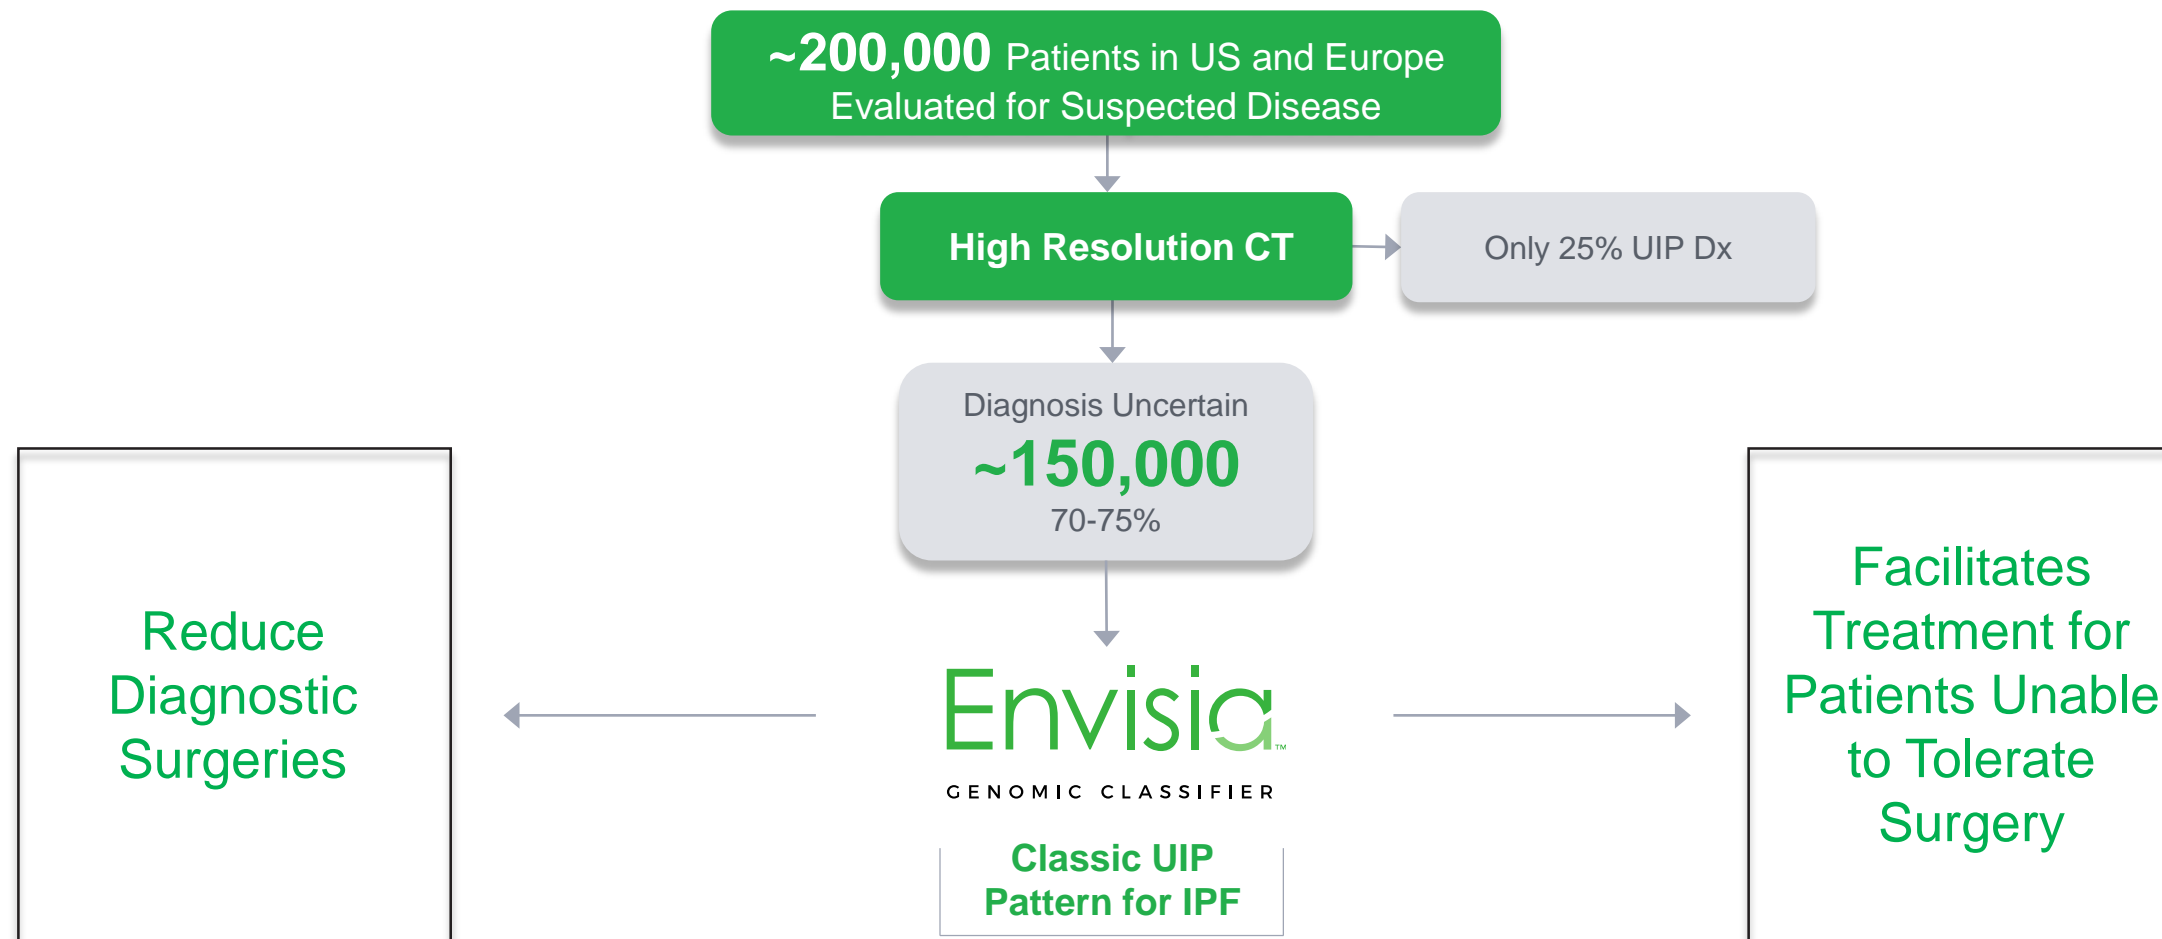 ~200,000 Patients in US and Europe
Evaluated for Suspected Disease
High Resolution CT
Only 25% UIP Dx
Diagnosis Uncertain
~150,000
70-75%
Reduce
Diagnostic
Surgeries
Envisia™
GENOMIC CLASSIFIER
Classic UIP
Pattern for IPF
Facilitates
Treatment for
Patients Unable
to Tolerate
Surgery